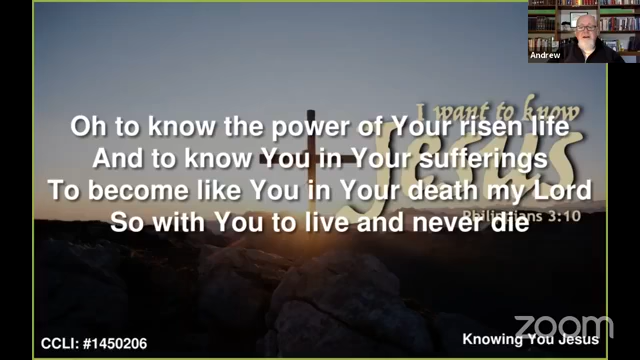 Andrew
I want to know
Jesus
Philippians 3:10
Oh to know the power of Your risen life
And to know You in Your sufferings
To become like You in Your death my Lord
So with You to live and never die
CCLI: #1450206
Knowing You Jesus
zoom